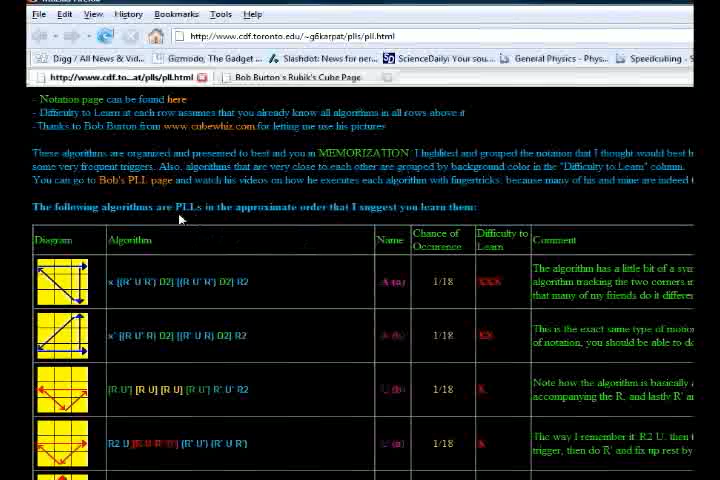 File Edit View History Bookmarks Tools Help
http://www.cdf.toronto.edu/~g6karpat/plls/pll.html
Digg / All News & Vid... Gizmodo, The Gadget ... Slashdot: News for n... ScienceDaily: Your sou... General Physics - Phys... Speedcubing - G
http://www.cdf.to...at/plls/pll.html Bob Burton's Rubik's Cube Page
- Notation page can be found here
- Difficulty to Learn at each row assumes that you already know all algorithms in all rows above it
-Thanks to Bob Burton from www.cubewhiz.com for letting me use his pictures
These algorithms are organized and presented to best aid you in MEMORIZATION. I highlited and grouped the notation that I thought would best h
some very frequent triggers. Also, algorithms that are very close to each other are grouped by background color in the "Difficulty to Learn" column.
You can go to Bob's PLL page and watch his videos on how he executes each algorithm with fingertricks, because many of his and mine are indeed t
The following algorithms are PLLs in the approximate order that I suggest you learn them:
Diagram Algorithm Name Chance of Occurence Difficulty to Learn Comment
1/18 XXX The algorithm has a little bit of a sym
algorithm tracking the two corners i
that many of my friends do it differe
1/18 XX This is the exact same type of motio
of notation, you should be able to do
1/18 X Note how the algorithm is basically a
accompanying the R, and lastly R' a
1/18 X The way I remember it: R2 U, then t
trigger, then do R' and fix up rest by